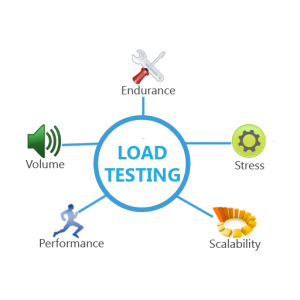 Endurance
Volume
LOAD
TESTING
Stress
Performance
Scalability